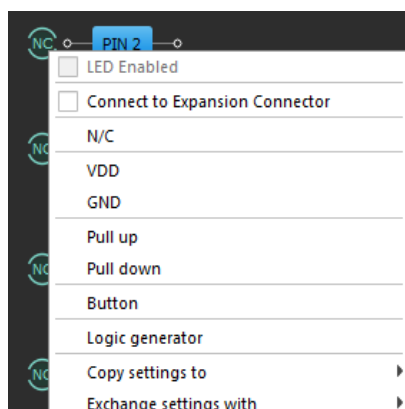 NC PIN 2
LED Enabled
Connect to Expansion Connector
N/C
NC
VDD
GND
Pull up
Pull down
NC
Button
Logic generator
NC
Copy settings to
Exchange settings with